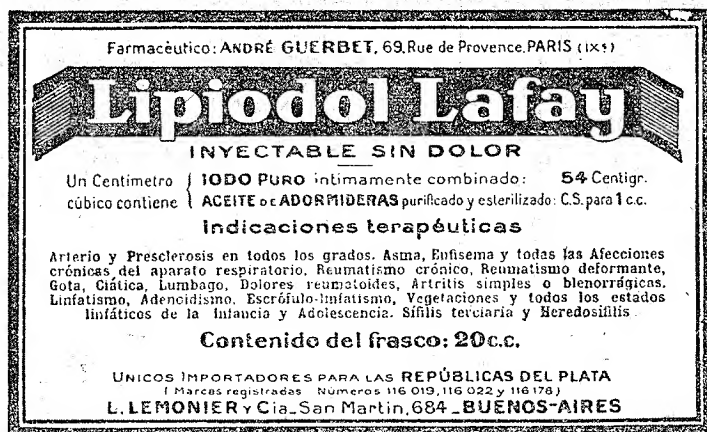 Farmacèutico: ANDRÉ GUERBET, 69, Rue de Provence, PARIS (IXe)
Lipiodol Lafay
INYECTABLE SIN DOLOR
Un Centímetro cúbico contiene { IODO PURO intimamente combinado: 54 Centigr.
ACEITE DE ADORMIDERAS purificado y esterilizado: C.S. para 1 c.c.
Indicaciones terapéuticas
Arterio y Presclerosis en todos los grados. Asma, Enfisema y todas las Afecciones
crónicas del aparato respiratorio, Reumatismo crónico, Reumatismo deformante,
Gota, Ciática, Lumbago, Dolores reumatoides, Artritis simples o blenorrágicas.
Linfatismo, Adenoidismo, Escrófulo-linfatismo, Vegetaciones y todos los estados
linfáticos de la Infancia y Adolescencia. Sífilis terciaria y Heredosífilis
Contenido del frasco: 20c.c.
UNICOS IMPORTADORES PARA LAS REPÚBLICAS DEL PLATA
(Marcas registradas Números 116 019, 116 022 y 116 178)
L. LEMONIER Y Cia_San Martin, 684_BUENOS-AIRES